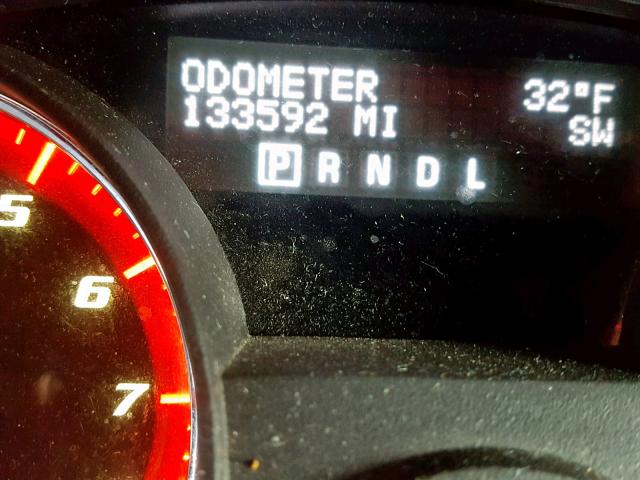 ODOMETER 32°F
133592 MI SW
P R N D L
5
6
7